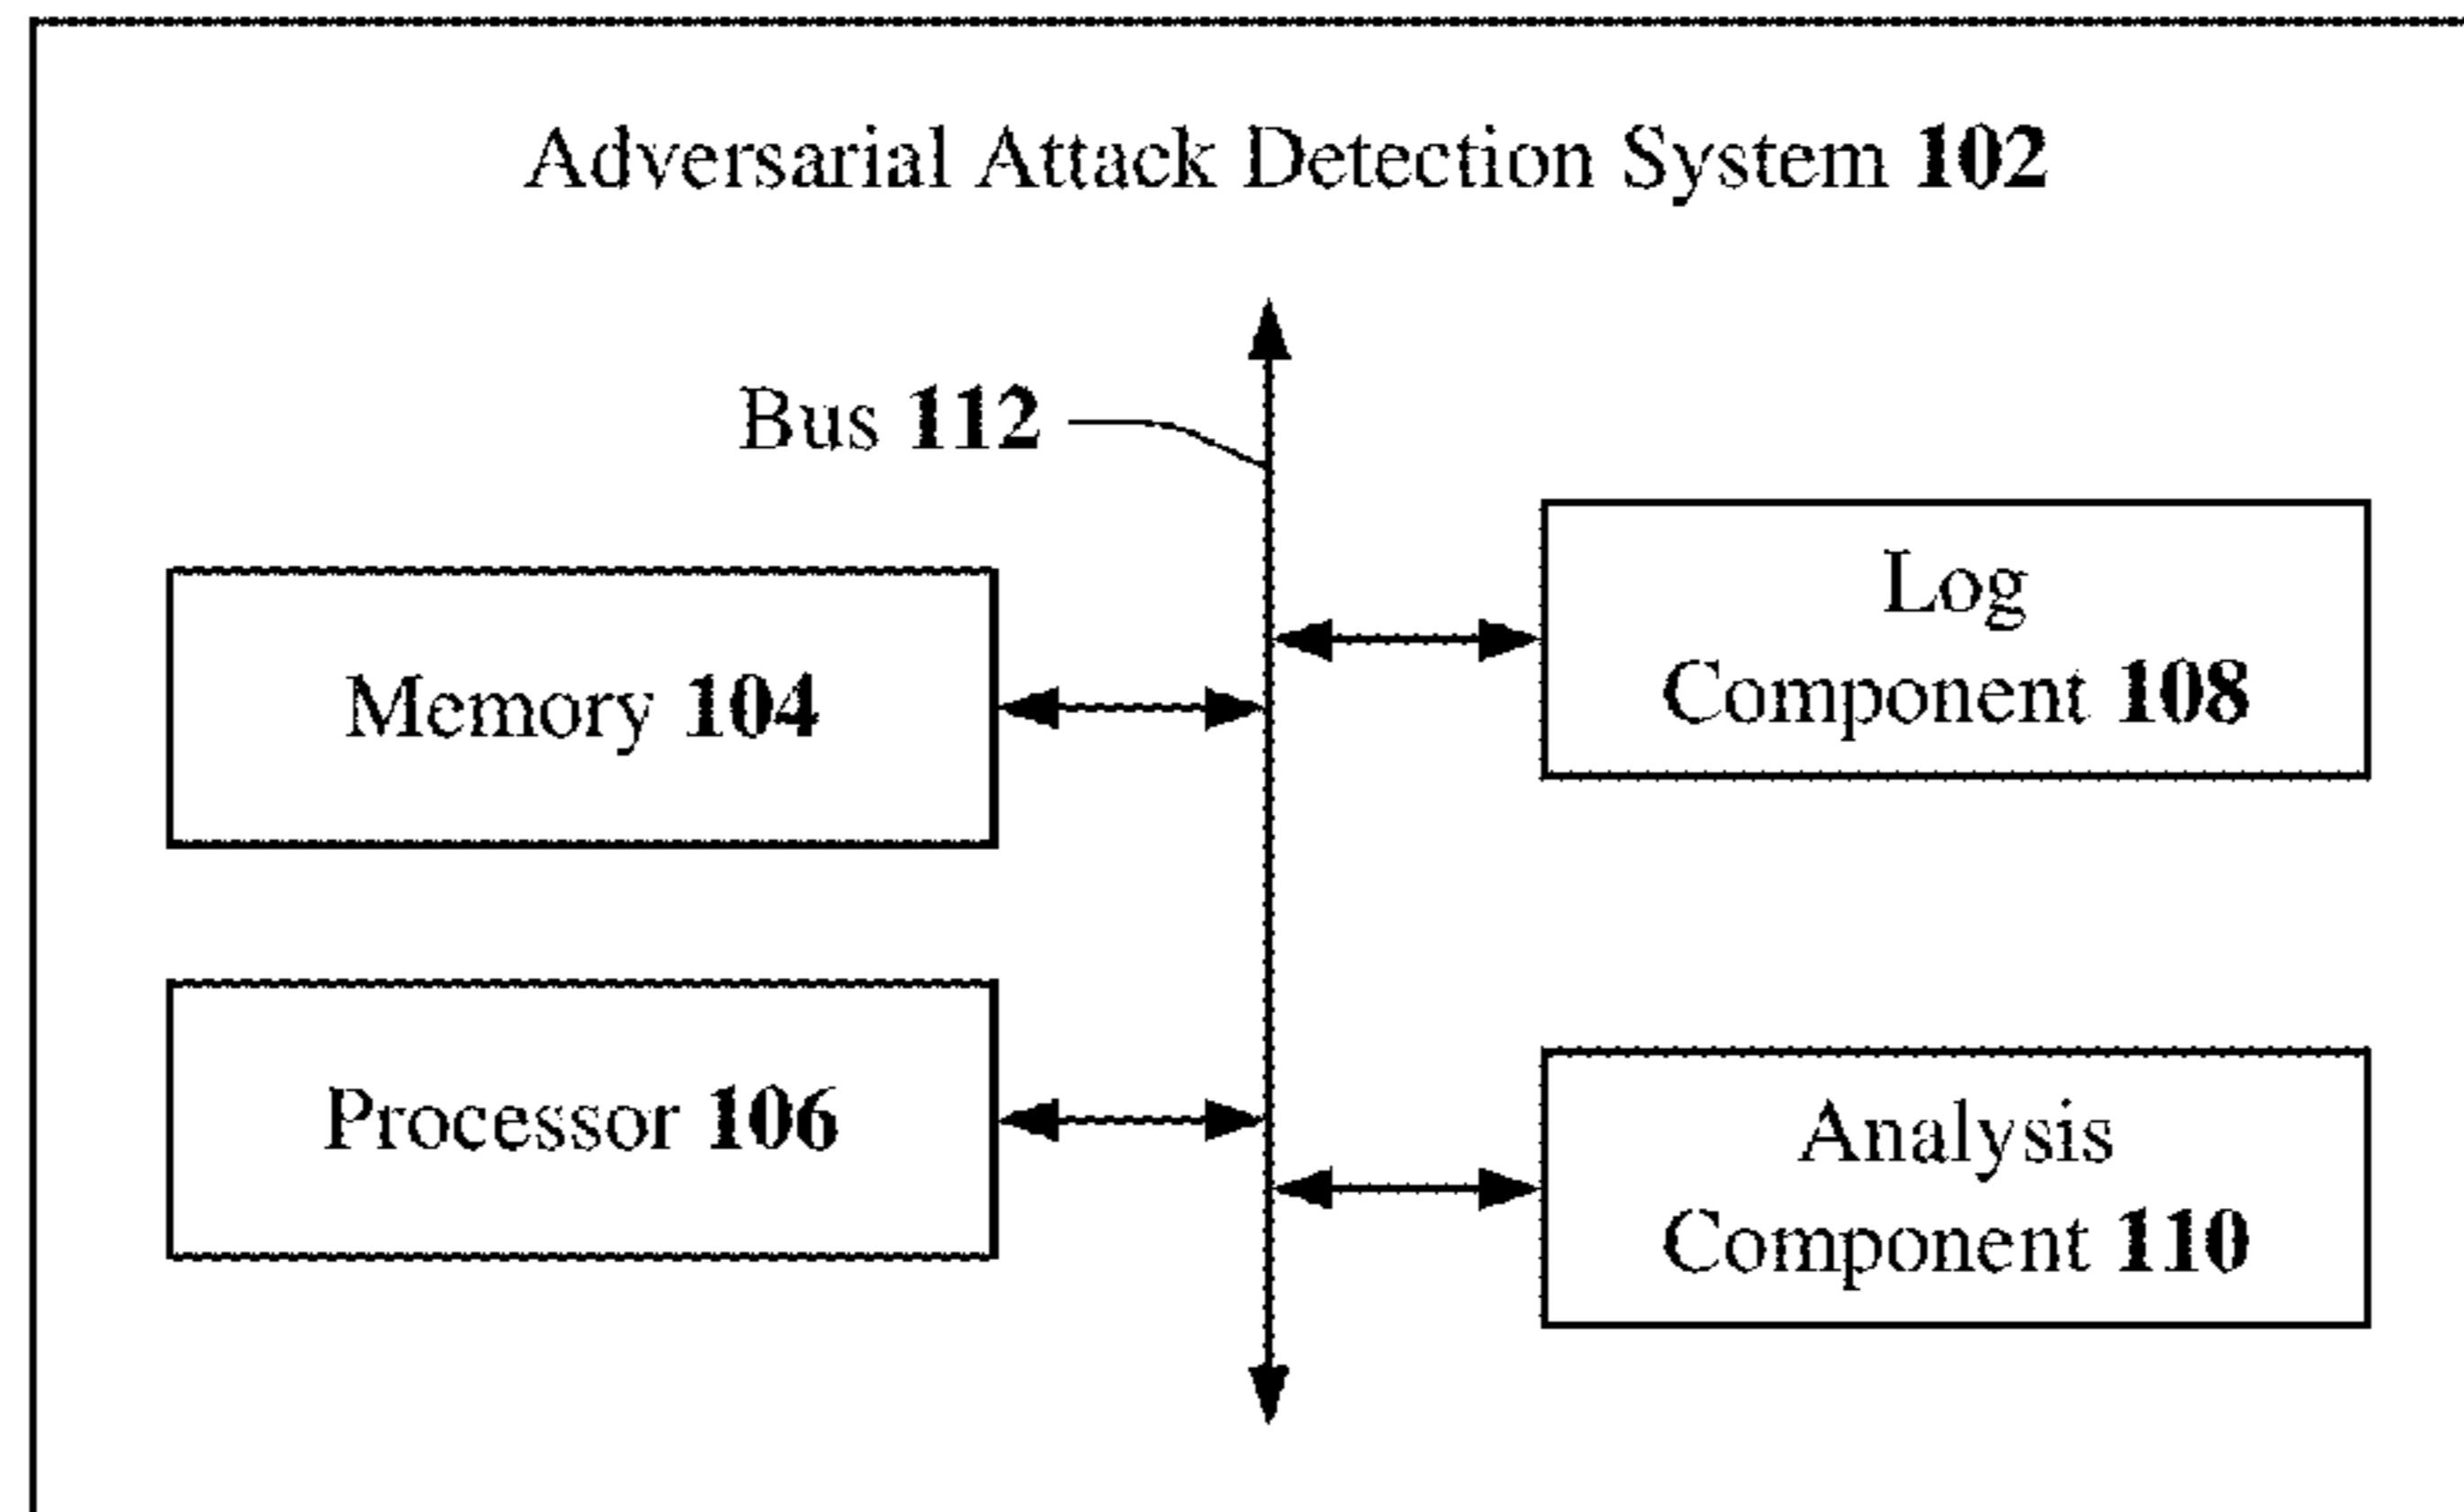 Adversarial Attack Detection System 102
Bus 112
Log
Component 108
Memory 104
Processor 106
Analysis
Component 110